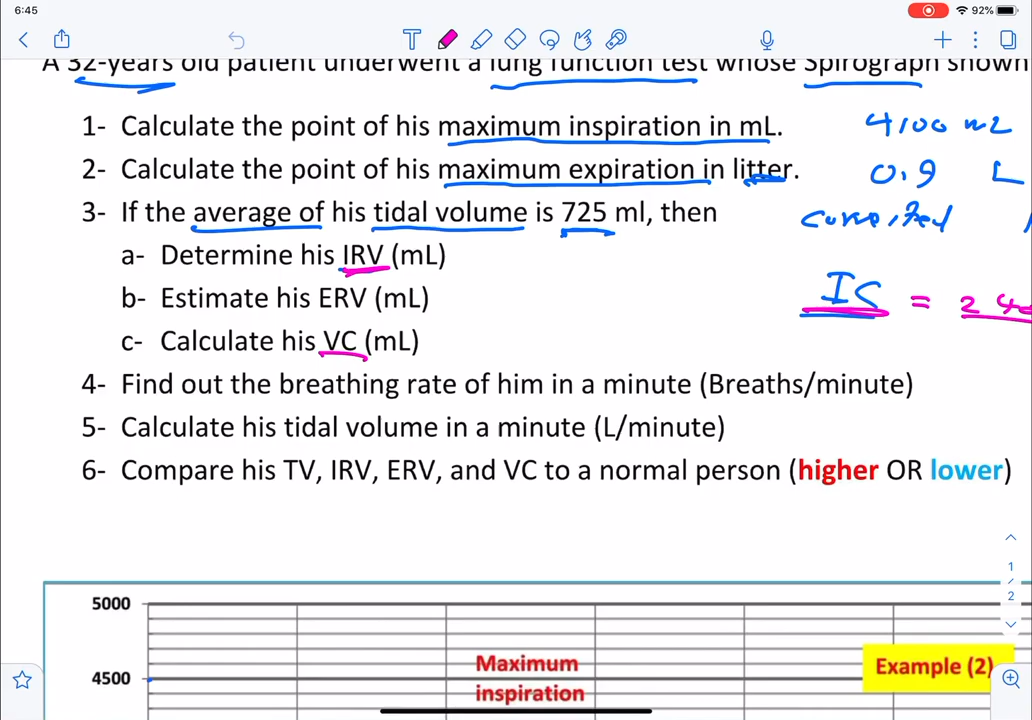 6:45
92%
A 32-years old patient underwent a lung function test whose Spirograph shown
1- Calculate the point of his maximum inspiration in mL. 4100 mL
2- Calculate the point of his maximum expiration in litter. 0.9 L
3- If the average of his tidal volume is 725 ml, then
a- Determine his IRV (mL)
b- Estimate his ERV (mL) IC =
c- Calculate his VC (mL)
4- Find out the breathing rate of him in a minute (Breaths/minute)
5- Calculate his tidal volume in a minute (L/minute)
6- Compare his TV, IRV, ERV, and VC to a normal person (higher OR lower)
1
2
5000
Maximum
inspiration
Example (2)
4500